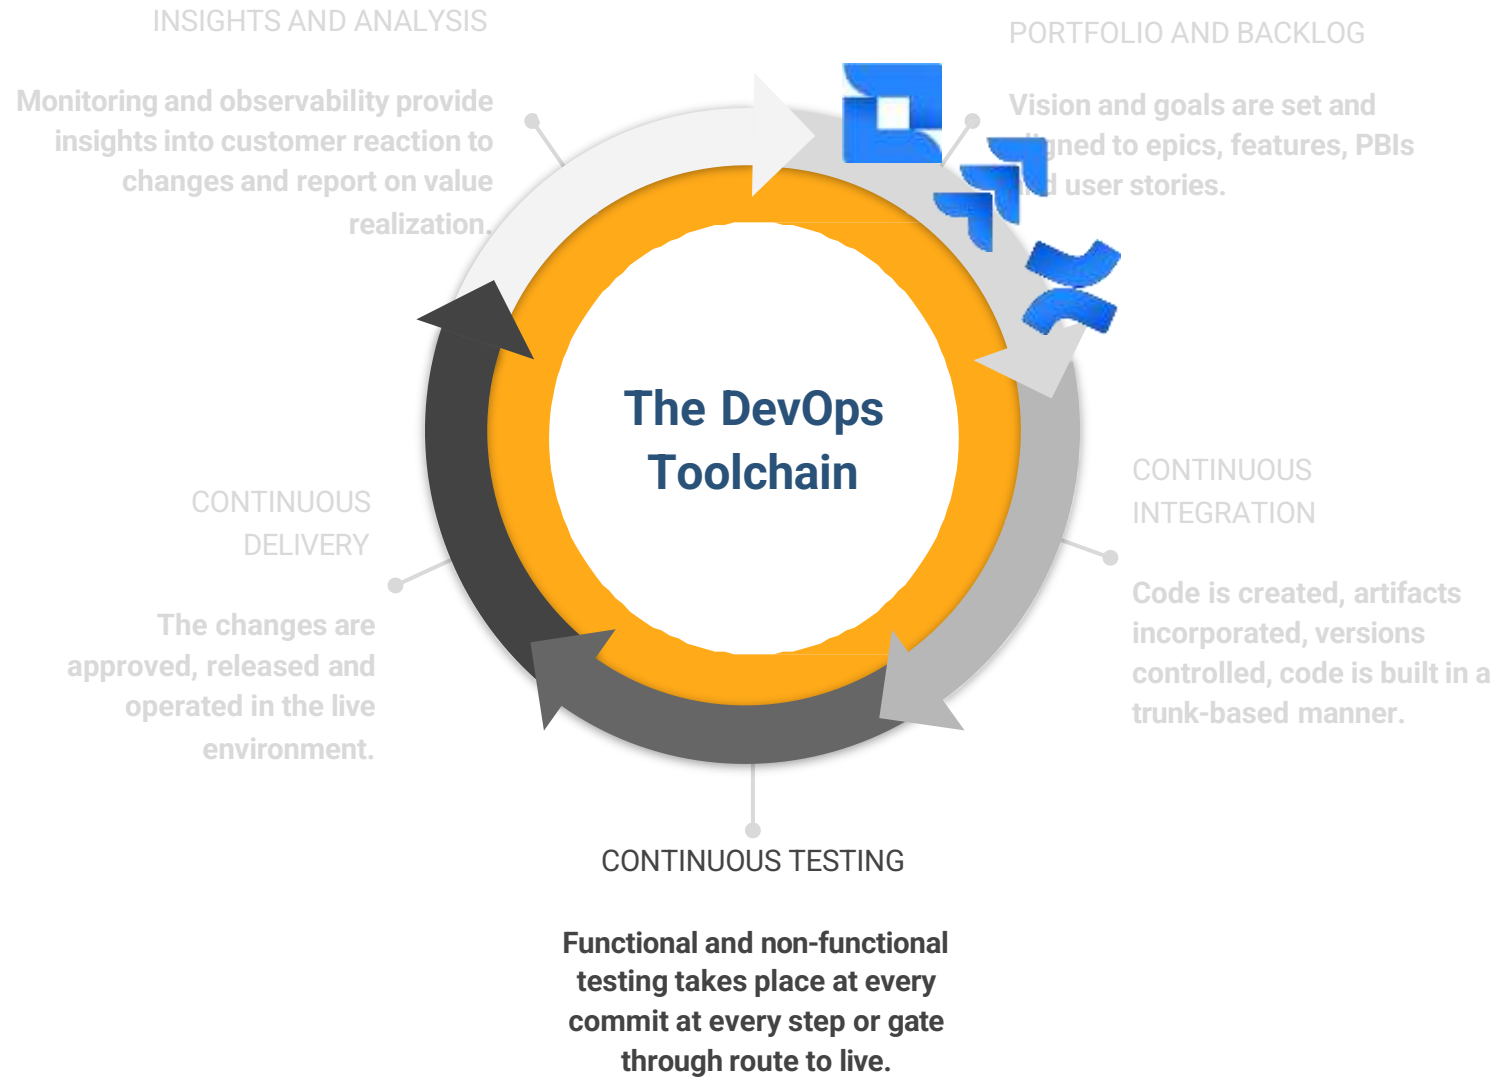 INSIGHTS AND ANALYSIS
Monitoring and observability provide
insights into customer reaction to
changes and report on value
realization.
PORTFOLIO AND BACKLOG
Vision and goals are set and
to epics, features, PBIs
user stories.
The DevOps
Toolchain
CONTINUOUS
INTEGRATION
Code is created, artifacts
incorporated, versions
controlled, code is built in a
trunk-based manner.
CONTINUOUS
DELIVERY
The changes are
approved, released and
operated in the live
environment.
CONTINUOUS TESTING
Functional and non-functional
testing takes place at every
commit at every step or gate
through route to live.